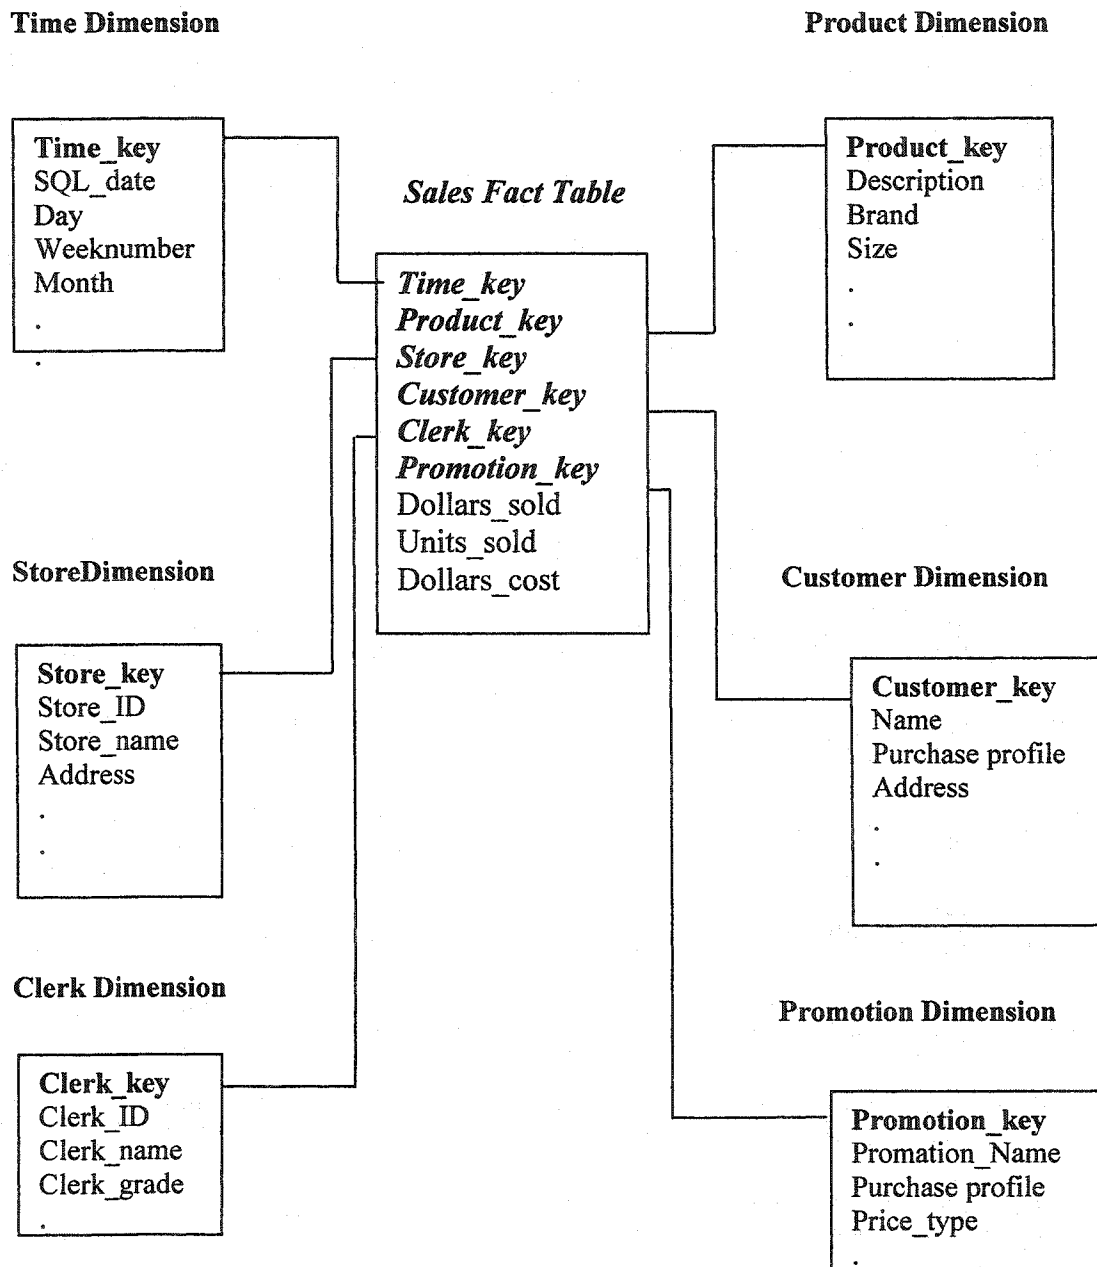 Time Dimension
Time_key
SQL_date
Day
Weeknumber
Month
.
.
Product Dimension
Product_key
Description
Brand
Size
.
.
Sales Fact Table
Time_key
Product_key
Store_key
Customer_key
Clerk_key
Promotion_key
Dollars_sold
Units_sold
Dollars_cost
StoreDimension
Store_key
Store_ID
Store_name
Address
.
.
Customer Dimension
Customer_key
Name
Purchase profile
Address
.
.
Clerk Dimension
Clerk_key
Clerk_ID
Clerk_name
Clerk_grade
.
Promotion Dimension
Promotion_key
Promation_Name
Purchase profile
Price_type
.